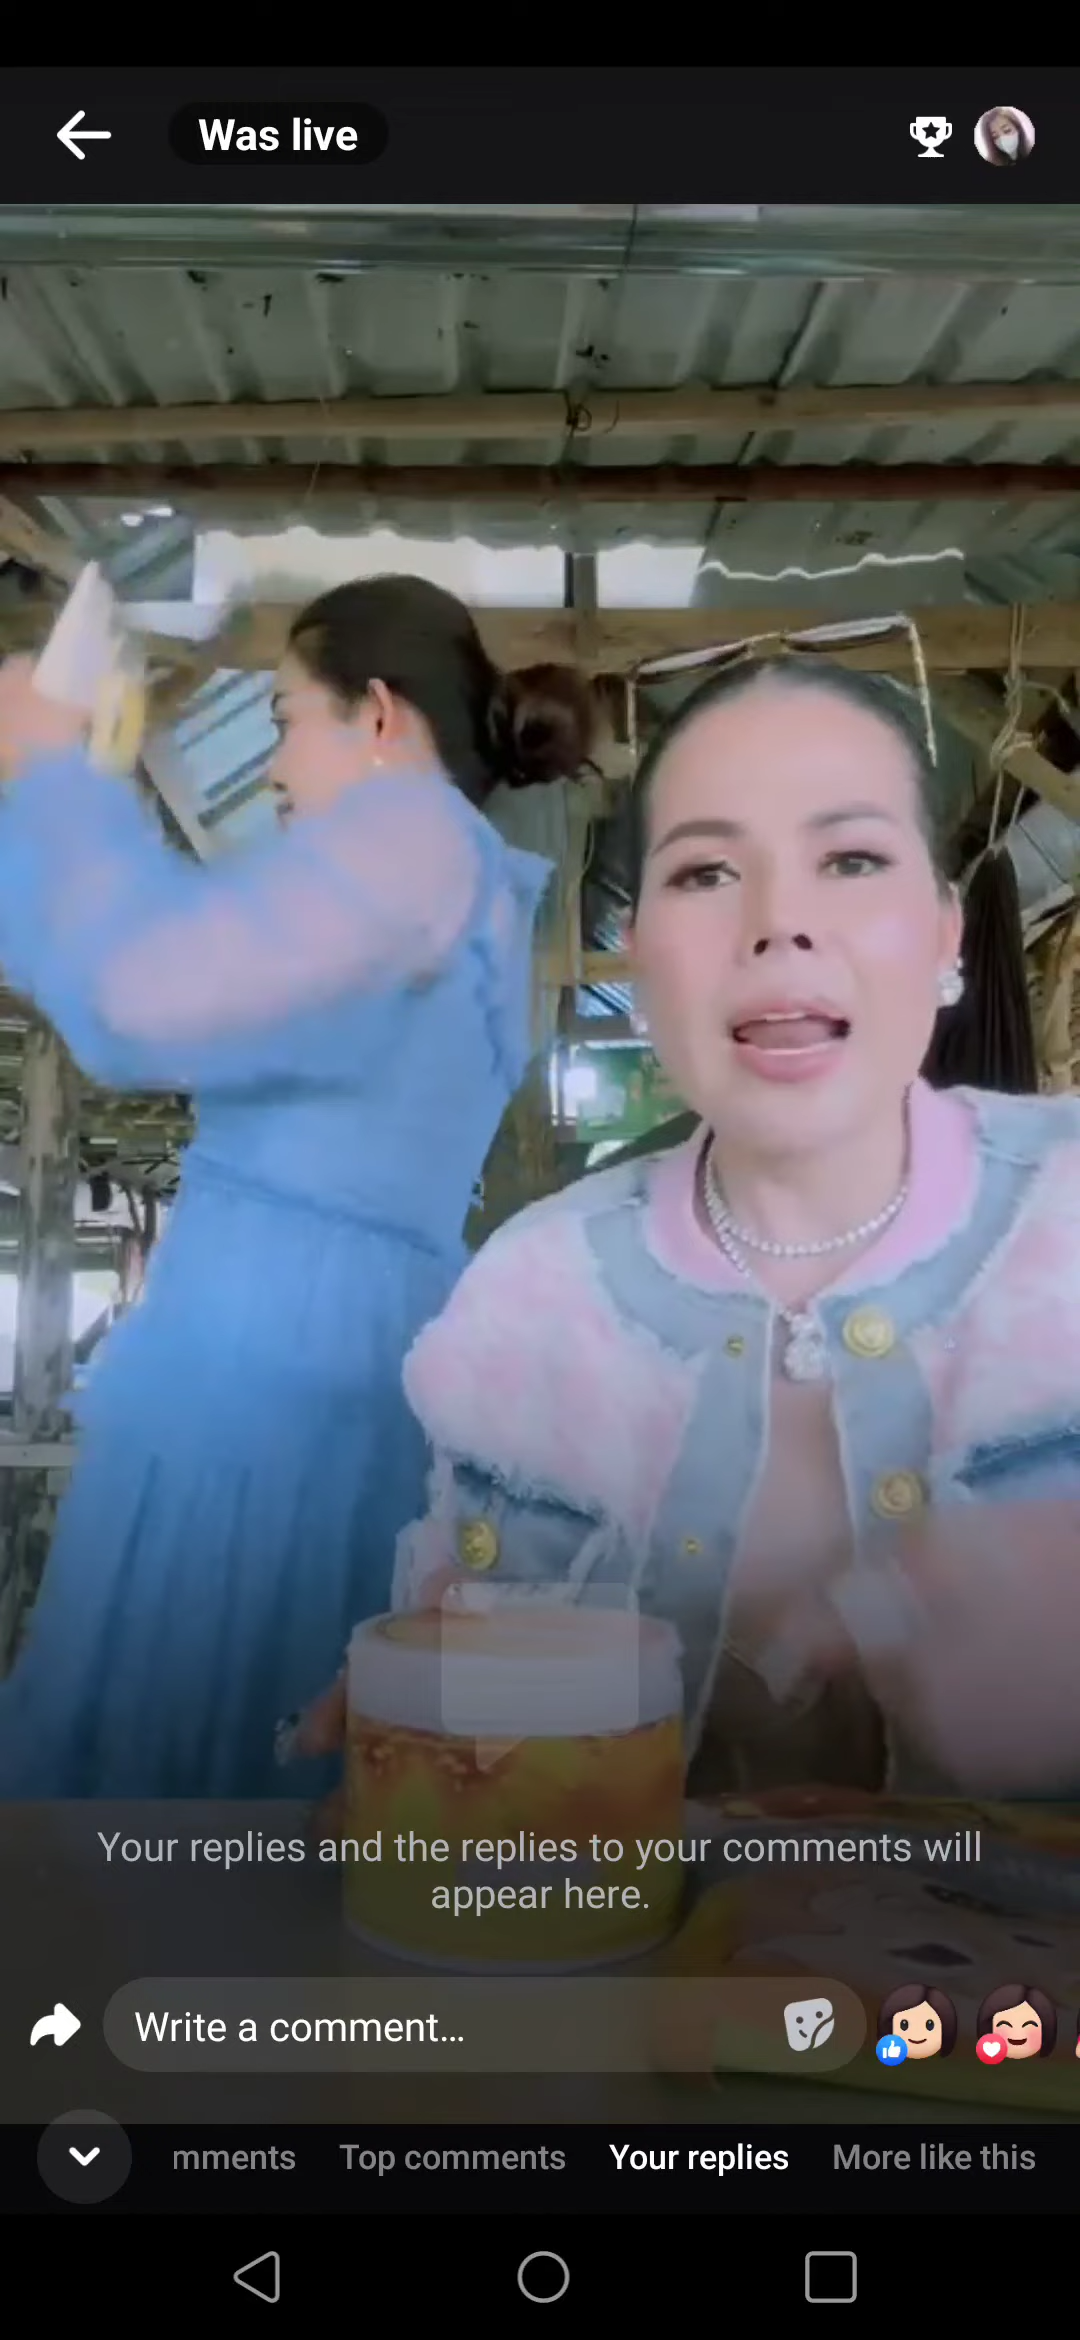 Was live
Your replies and the replies to your comments will
appear here.
Write a comment...
mments
Top comments
Your replies
More like this